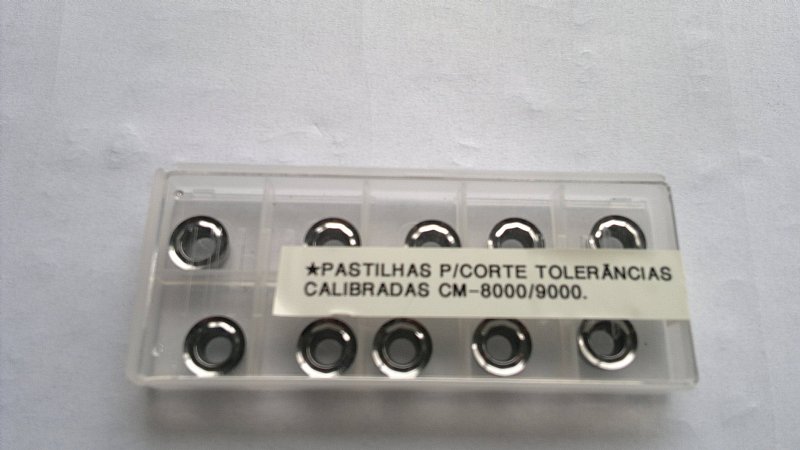 ★PASTILHAS P/CORTE TOLERÂNCIAS
CALIBRADAS CM-8000/9000.